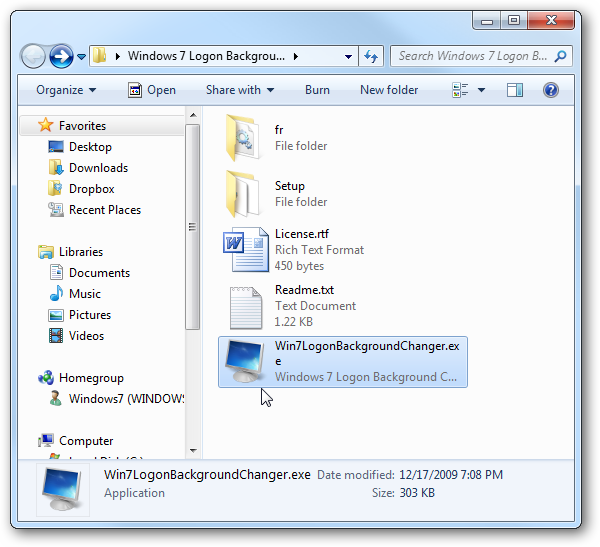 Windows 7 Logon Backgrou...
Search Windows 7 Logon B...
Organize Open Share with Burn New folder
Favorites
Desktop
Downloads
Dropbox
Recent Places
Libraries
Documents
Music
Pictures
Videos
Homegroup
Windows7 (WINDOWS
Computer
fr
File folder
Setup
File folder
License.rtf
Rich Text Format
450 bytes
Readme.txt
Text Document
1.22 KB
Win7LogonBackgroundChanger.ex
e
Windows 7 Logon Background C...
Win7LogonBackgroundChanger.exe Date modified: 12/17/2009 7:08 PM
Application Size: 303 KB